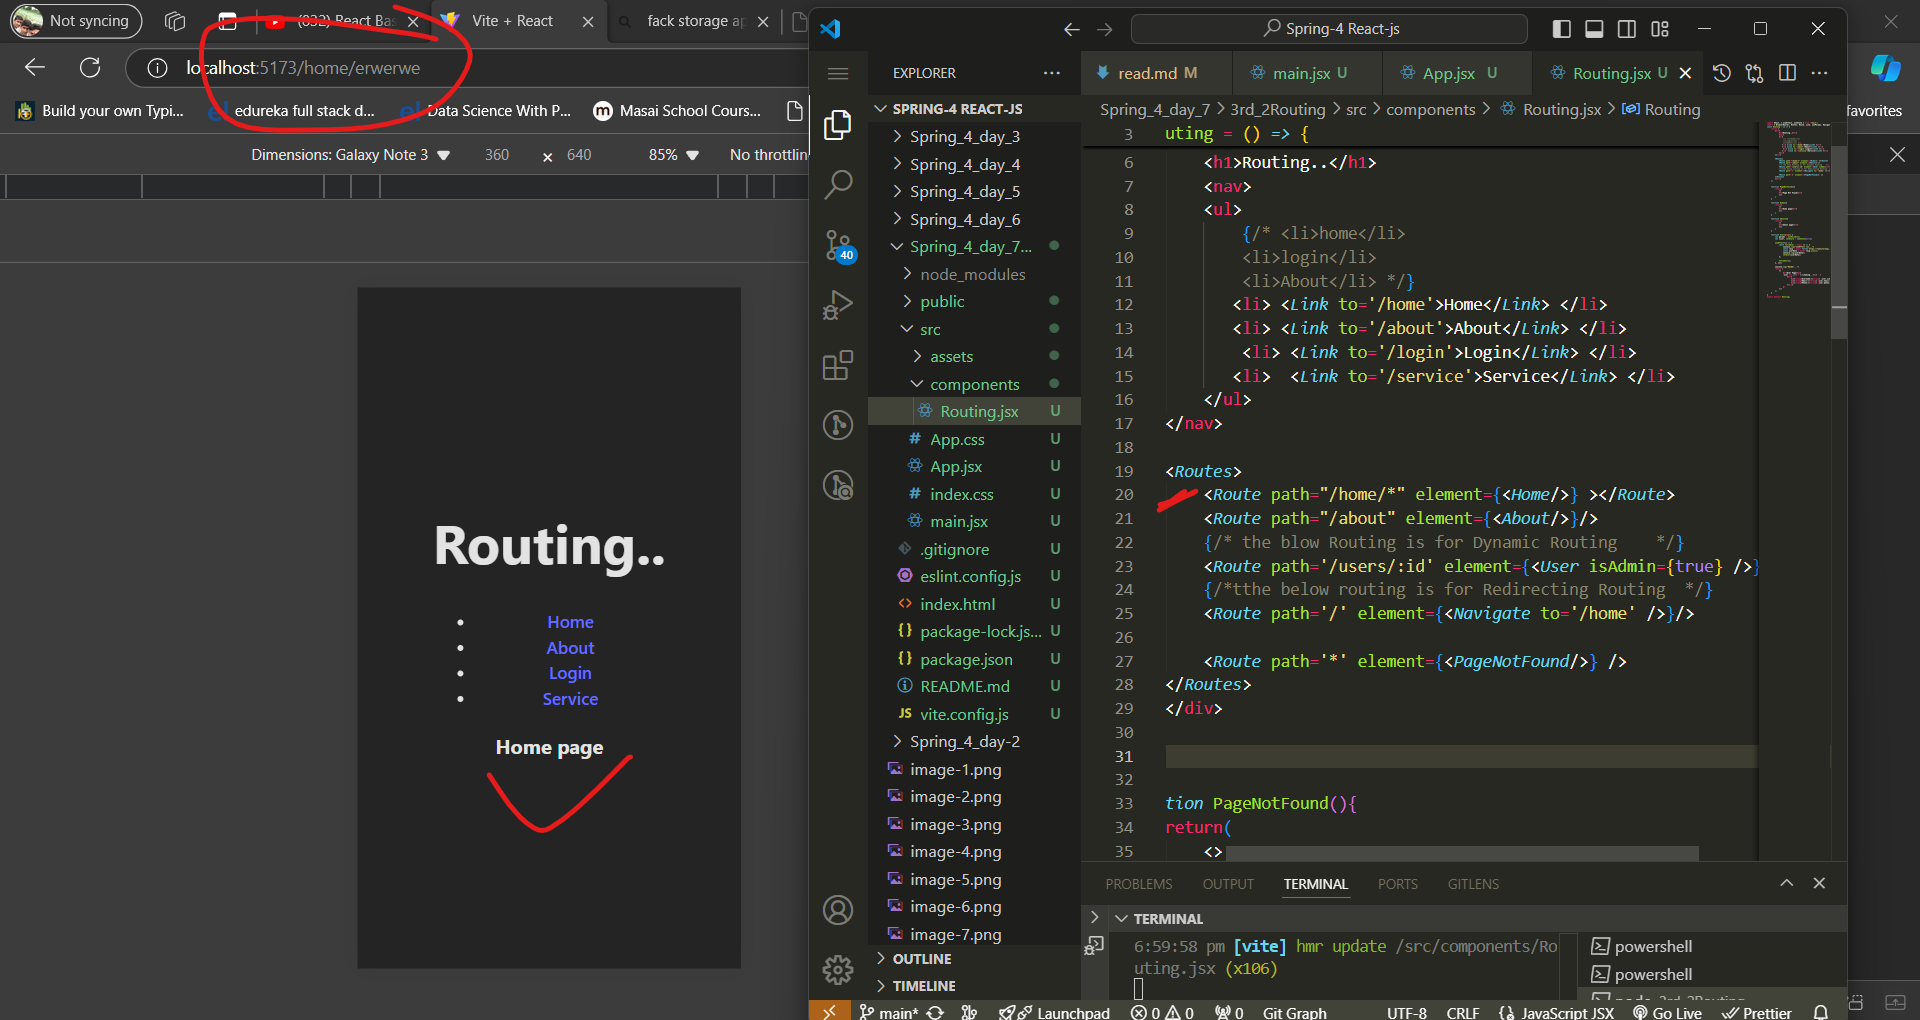 Not syncing
(032) React Bas
Vite + React
fack storage ap
localhost:5173/home/erwerwe
Build your own Typi...
edureka full stack d...
Data Science With P...
Masai School Cours...
favorites
Dimensions: Galaxy Note 3
360
×
640
85%
No throttlin
Routing..
Home
About
Login
Service
Home page
Spring-4 React-js
EXPLORER
SPRING-4 REACT-JS
Spring_4_day_3
Spring_4_day_4
Spring_4_day_5
Spring_4_day_6
Spring_4_day_7...
node_modules
public
src
assets
components
Routing.jsx U
# App.css U
App.jsx U
# index.css U
main.jsx U
.gitignore U
eslint.config.js U
<> index.html U
{} package-lock.js... U
{} package.json U
README.md U
JS vite.config.js U
Spring_4_day-2
image-1.png
image-2.png
image-3.png
image-4.png
image-5.png
image-6.png
image-7.png
OUTLINE
TIMELINE
40
read.md M
main.jsx U
App.jsx U
Routing.jsx U
Spring_4_day_7 > 3rd_2Routing > src > components > Routing.jsx > Routing
3 uting = () => {
6 <h1>Routing..</h1>
7 <nav>
8 <ul>
9 {/* <li>home</li>
10 <li>login</li>
11 <li>About</li> */}
12 <li> <Link to='/home'>Home</Link> </li>
13 <li> <Link to='/about'>About</Link> </li>
14 <li> <Link to='/login'>Login</Link> </li>
15 <li>  <Link to='/service'>Service</Link> </li>
16 </ul>
17 </nav>
18
19 <Routes>
20 <Route path="/home/*" element={<Home/>} ></Route>
21 <Route path="/about" element={<About/>}/>
22 {/* the blow Routing is for Dynamic Routing    */}
23 <Route path='/users/:id' element={<User isAdmin={true} />}
24 {/*tthe below routing is for Redirecting Routing  */}
25 <Route path='/' element={<Navigate to='/home' />}/>
26
27 <Route path='*' element={<PageNotFound/>} />
28 </Routes>
29 </div>
30
31
32
33 tion PageNotFound(){
34 return(
35 <>
PROBLEMS
OUTPUT
TERMINAL
PORTS
GITLENS
TERMINAL
6:59:58 pm [vite] hmr update /src/components/Ro
uting.jsx (x106)
powershell
powershell
main*
Launchpad
0
0
0
Git Graph
UTF-8
CRLF
{} JavaScript JSX
Go Live
Prettier